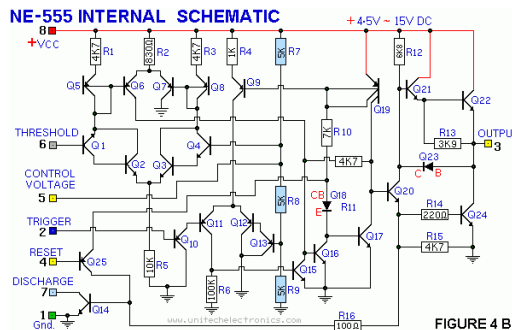 NE-555 INTERNAL SCHEMATIC
+ 4·5V ~ 15V DC
8
+VCC
R1
4K7
R2
830Ω
R3
4K7
R4
1K
R7
5K
R12
6K8
Q5
Q6
Q7
Q8
Q9
Q19
Q21
Q22
R10
7K
R13
3K9
OUTPU
3
THRESHOLD
6
Q1
Q2
Q3
Q4
4K7
Q23
C
B
CONTROL
VOLTAGE
5
R8
5K
CB
Q18
E
R11
Q20
R14
220Ω
Q24
TRIGGER
2
Q10
Q11
Q12
Q13
Q17
R15
4K7
RESET
4
Q25
R5
10K
Q15
Q16
DISCHARGE
7
Q14
R6
100K
R9
5K
1
Gnd.
www.unitechelectronics.com
R16
100Ω
FIGURE 4 B